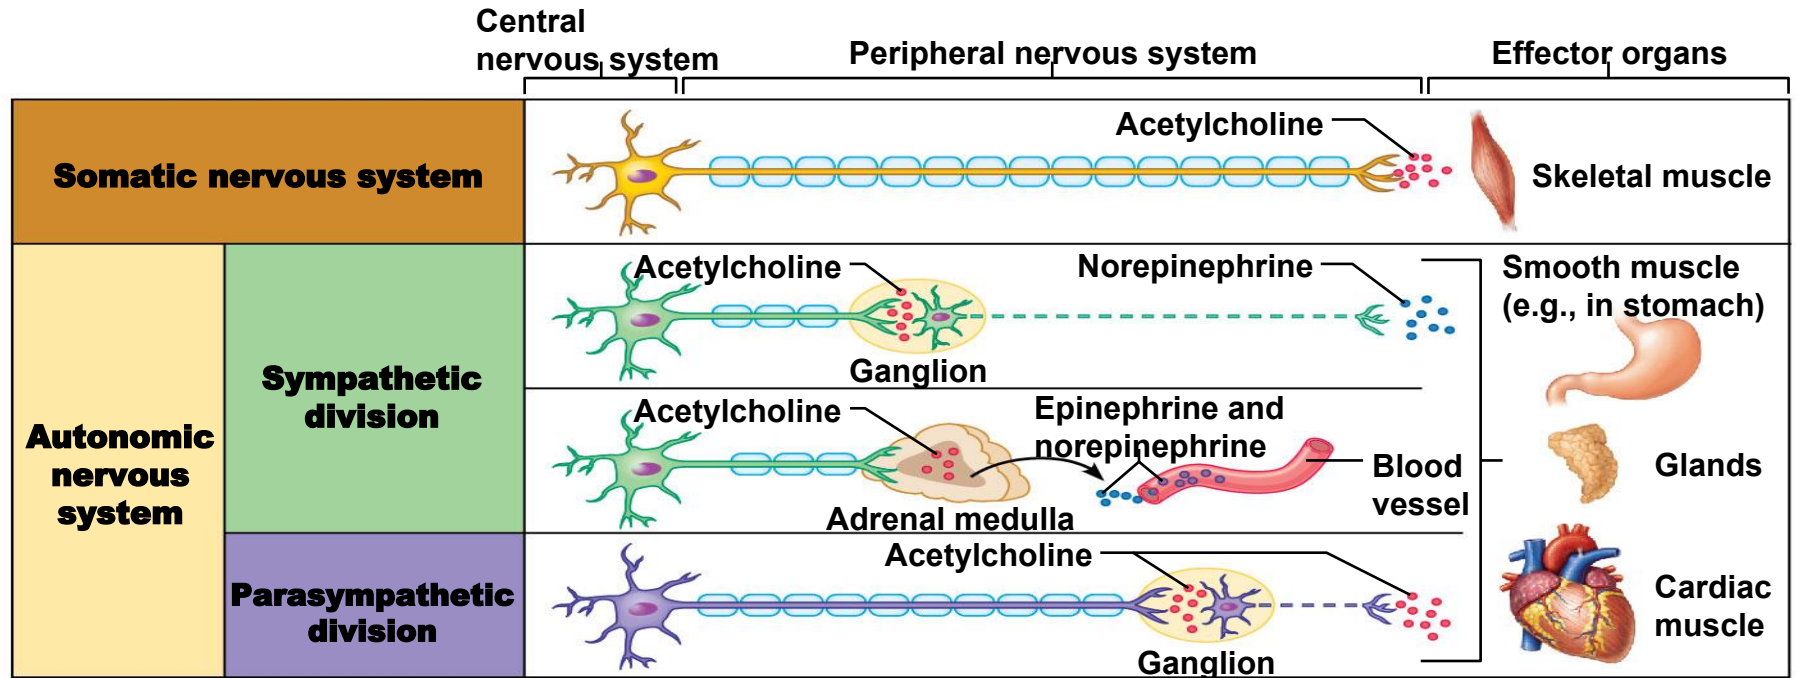 Central
nervous system
Peripheral nervous system
Effector organs
Somatic nervous system
Acetylcholine
Skeletal muscle
Autonomic
nervous
system
Sympathetic
division
Acetylcholine
Ganglion
Norepinephrine
Smooth muscle
(e.g., in stomach)
Acetylcholine
Adrenal medulla
Epinephrine and
norepinephrine
Blood
vessel
Glands
Parasympathetic
division
Acetylcholine
Ganglion
Cardiac
muscle